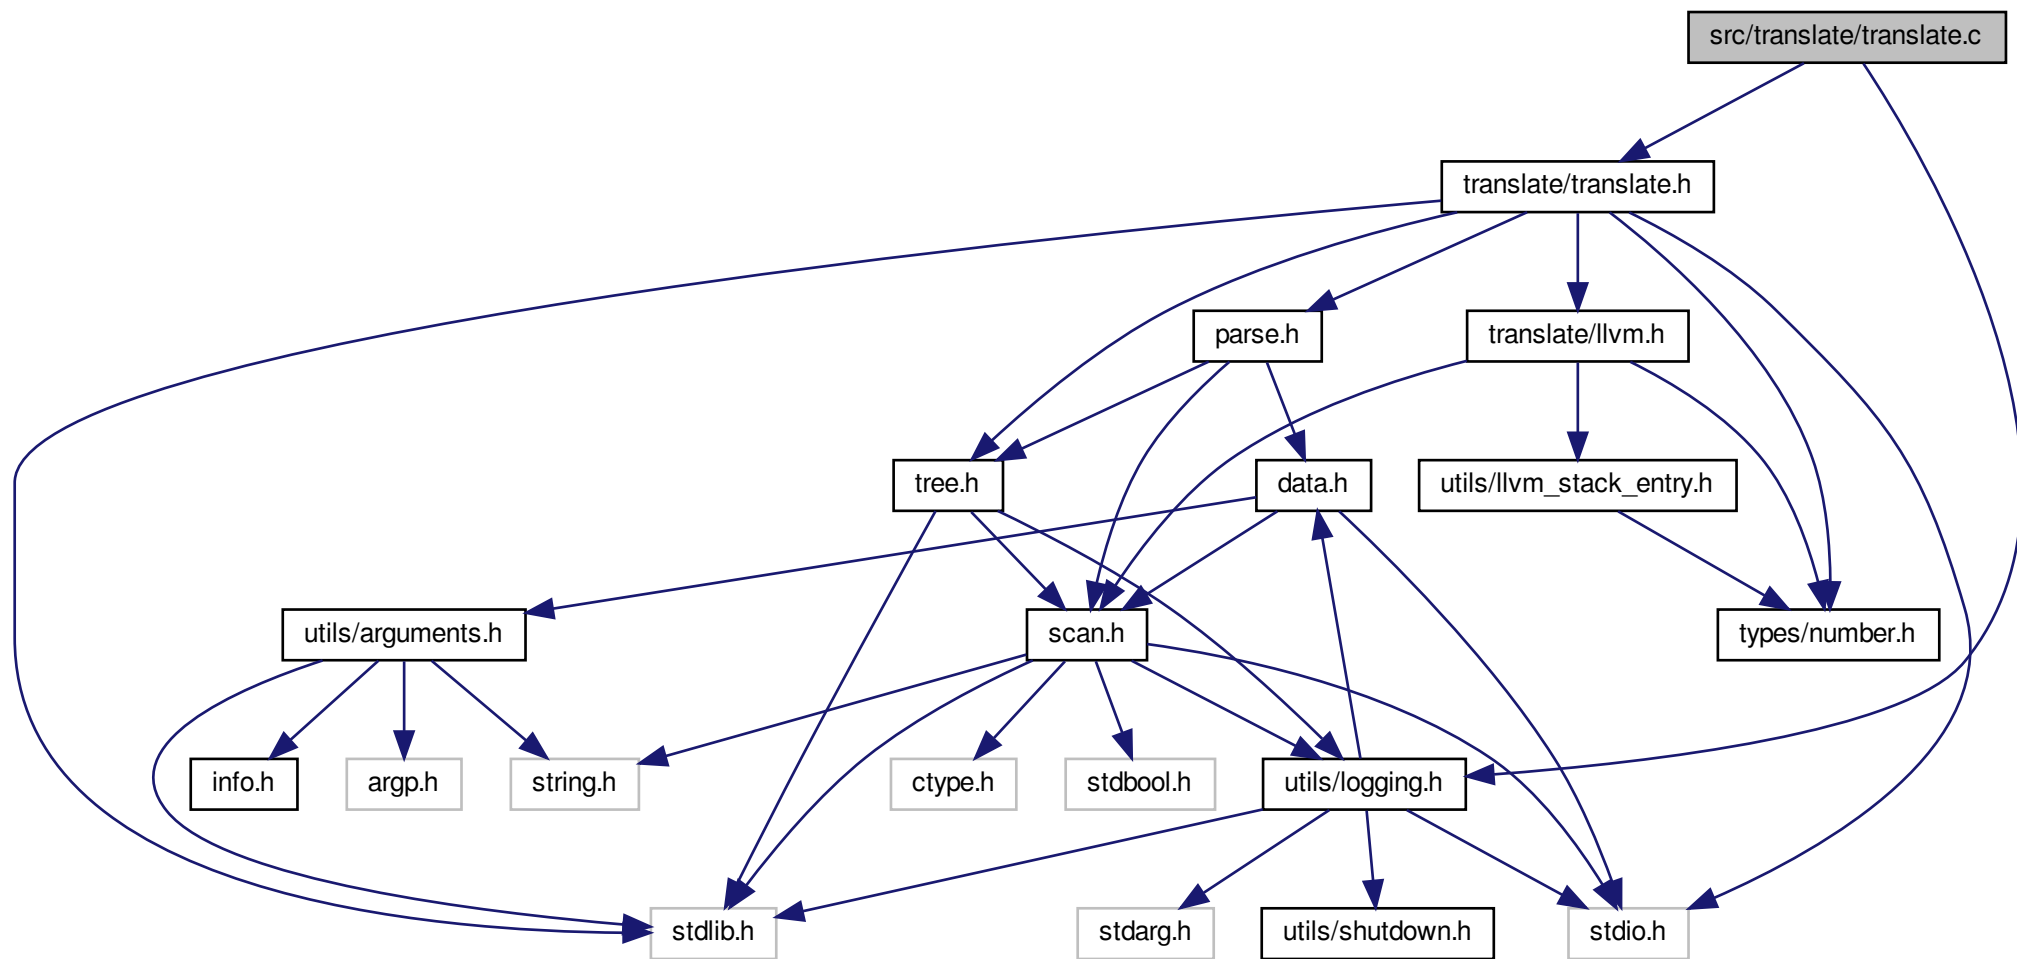 src/translate/translate.c
translate/translate.h
parse.h
translate/llvm.h
tree.h
data.h
utils/llvm_stack_entry.h
utils/arguments.h
scan.h
types/number.h
info.h
argp.h
string.h
ctype.h
stdbool.h
utils/logging.h
stdlib.h
stdarg.h
utils/shutdown.h
stdio.h